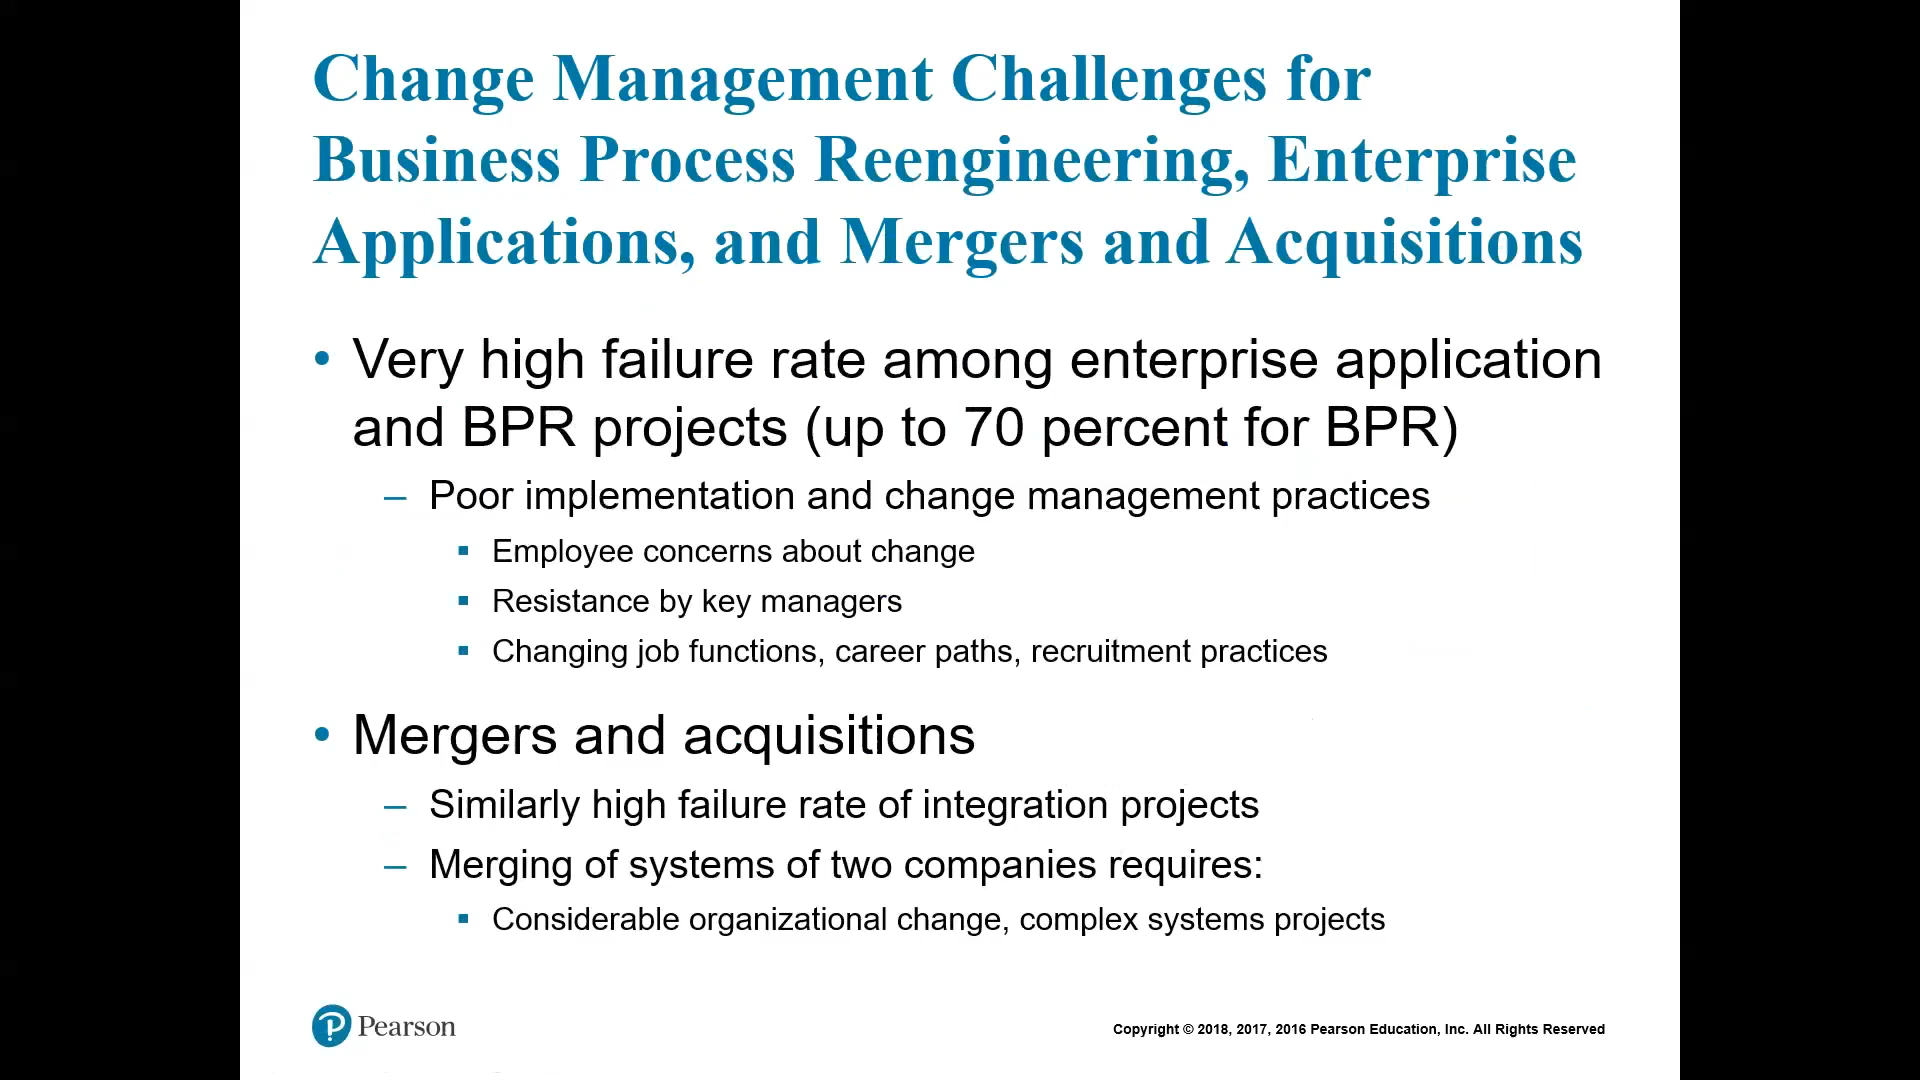 Change Management Challenges for
Business Process Reengineering, Enterprise
Applications, and Mergers and Acquisitions
• Very high failure rate among enterprise application
and BPR projects (up to 70 percent for BPR)
– Poor implementation and change management practices
▪ Employee concerns about change
▪ Resistance by key managers
▪ Changing job functions, career paths, recruitment practices
• Mergers and acquisitions
– Similarly high failure rate of integration projects
– Merging of systems of two companies requires:
▪ Considerable organizational change, complex systems projects
Pearson
Copyright © 2018, 2017, 2016 Pearson Education, Inc. All Rights Reserved